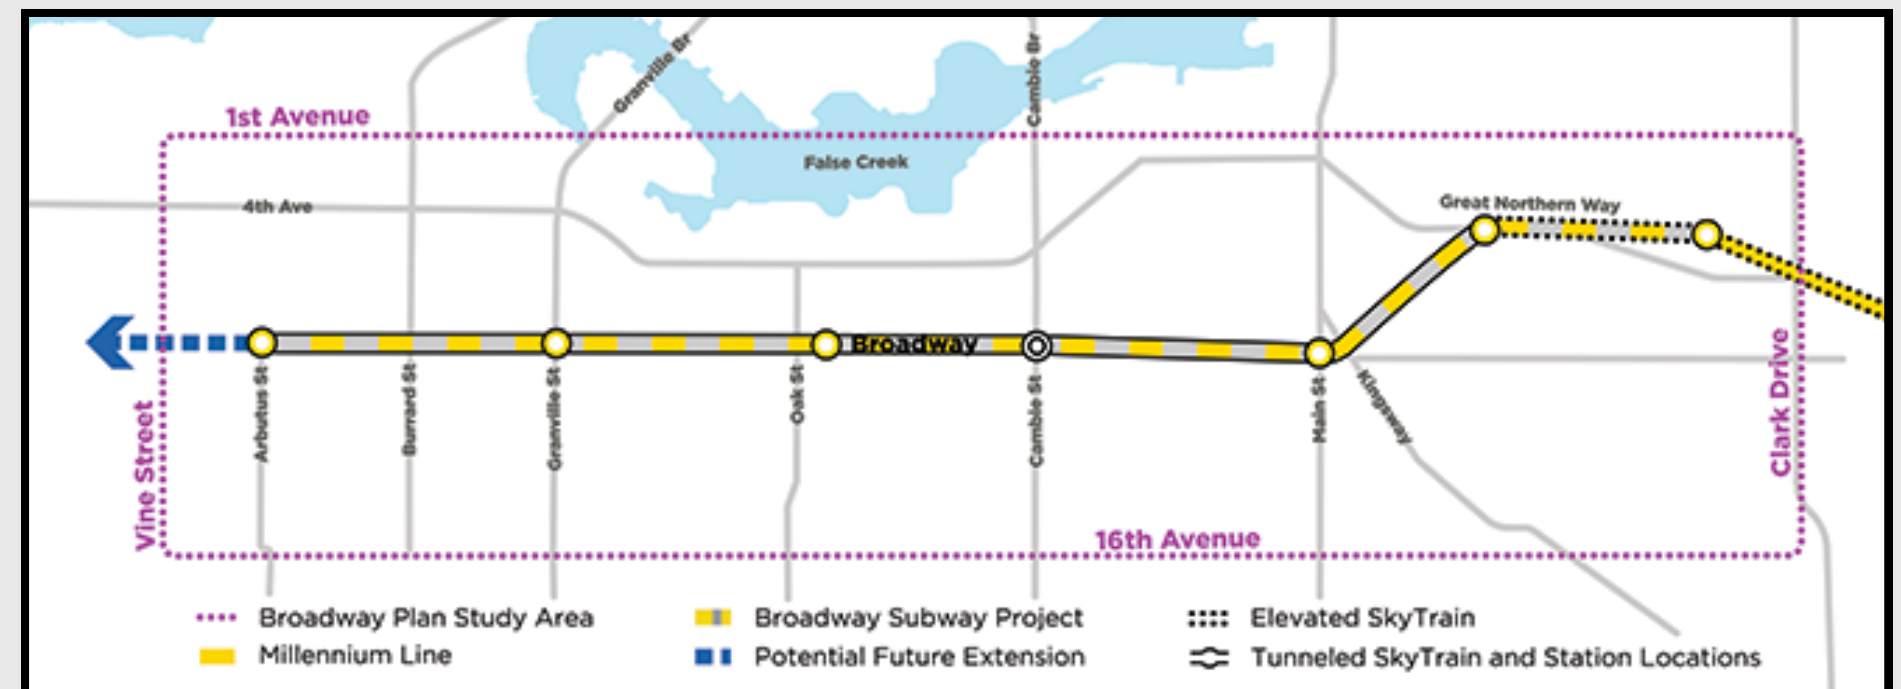 Granville Br
Cambie Br
1st Avenue
False Creek
4th Ave
Great Northern Way
Broadway
Vine Street
Arbutus St
Burrard St
Granville St
Oak St
Cambie St
Main St
Kingsway
Clark Drive
16th Avenue
Broadway Plan Study Area
Broadway Subway Project
Elevated SkyTrain
Millennium Line
Potential Future Extension
Tunneled SkyTrain and Station Locations